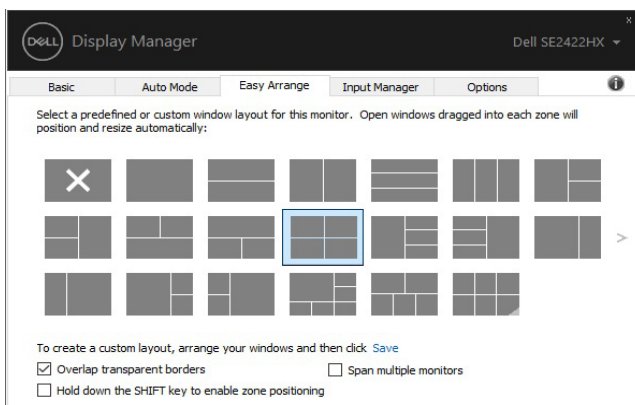 DELL Display Manager
Dell SE2422HX
Basic
Auto Mode
Easy Arrange
Input Manager
Options
Select a predefined or custom window layout for this monitor. Open windows dragged into each zone will
position and resize automatically:
To create a custom layout, arrange your windows and then click Save
Overlap transparent borders
Span multiple monitors
Hold down the SHIFT key to enable zone positioning